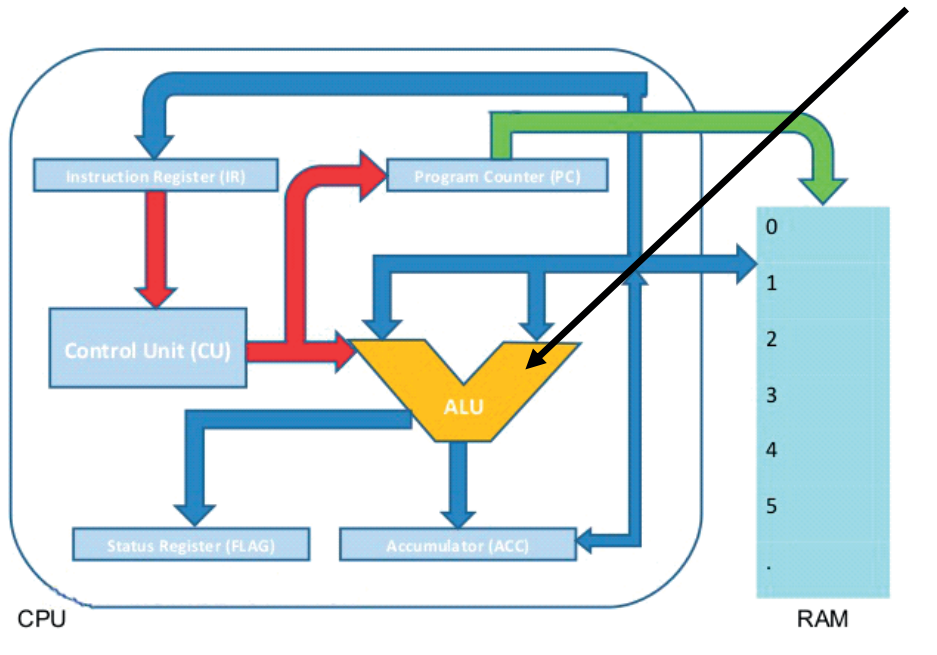 Instruction Register (IR)
Program Counter (PC)
0
1
Control Unit (CU)
2
3
ALU
4
5
Status Register (FLAG)
Accumulator (ACC)
.
CPU
RAM